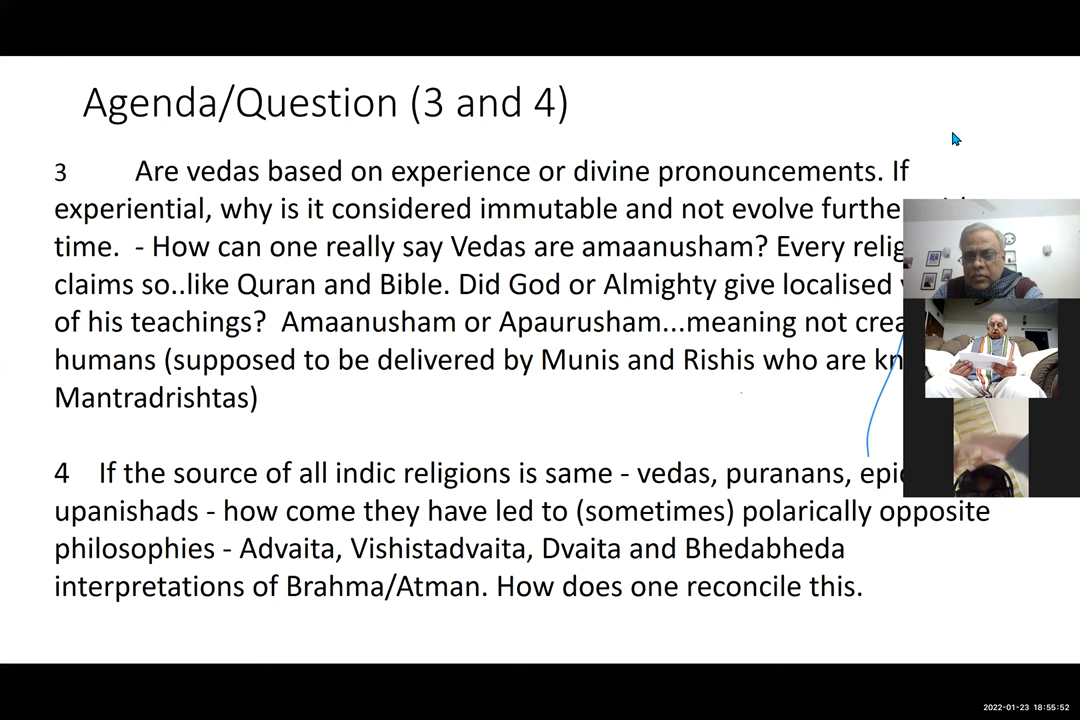 Agenda/Question (3 and 4)
3 Are vedas based on experience or divine pronouncements. If
experiential, why is it considered immutable and not evolve
time. - How can one really say Vedas are amaanusham? Every
claims so..like Quran and Bible. Did God or Almighty give localised
of his teachings? Amaanusham or Apaurusham...meaning not
humans (supposed to be delivered by Munis and Rishis who are
Mantradrishtas)
4 If the source of all indic religions is same - vedas, puranans,
upanishads - how come they have led to (sometimes) polarically opposite
philosophies - Advaita, Vishistadvaita, Dvaita and Bhedabheda
interpretations of Brahma/Atman. How does one reconcile this.
2022-01-23 18:55:52